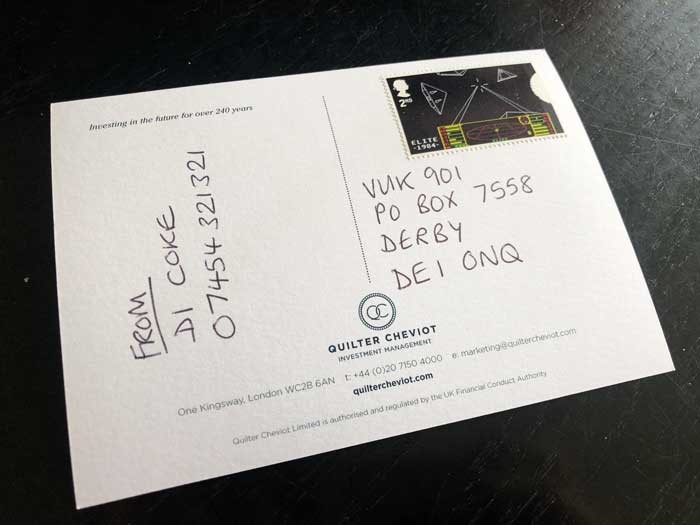 Investing in the future for over 240 years
FROM
DI COKE
07454 321321
2ND
ELITE
-1984-
VUK 901
PO BOX 7558
DERBY
DE1 0NQ
QC
QUILTER CHEVIOT
INVESTMENT MANAGEMENT
One Kingsway, London WC2B 6AN t: +44 (0)20 7150 4000 e: marketing@quiltercheviot.com
quiltercheviot.com
Quilter Cheviot Limited is authorised and regulated by the UK Financial Conduct Authority